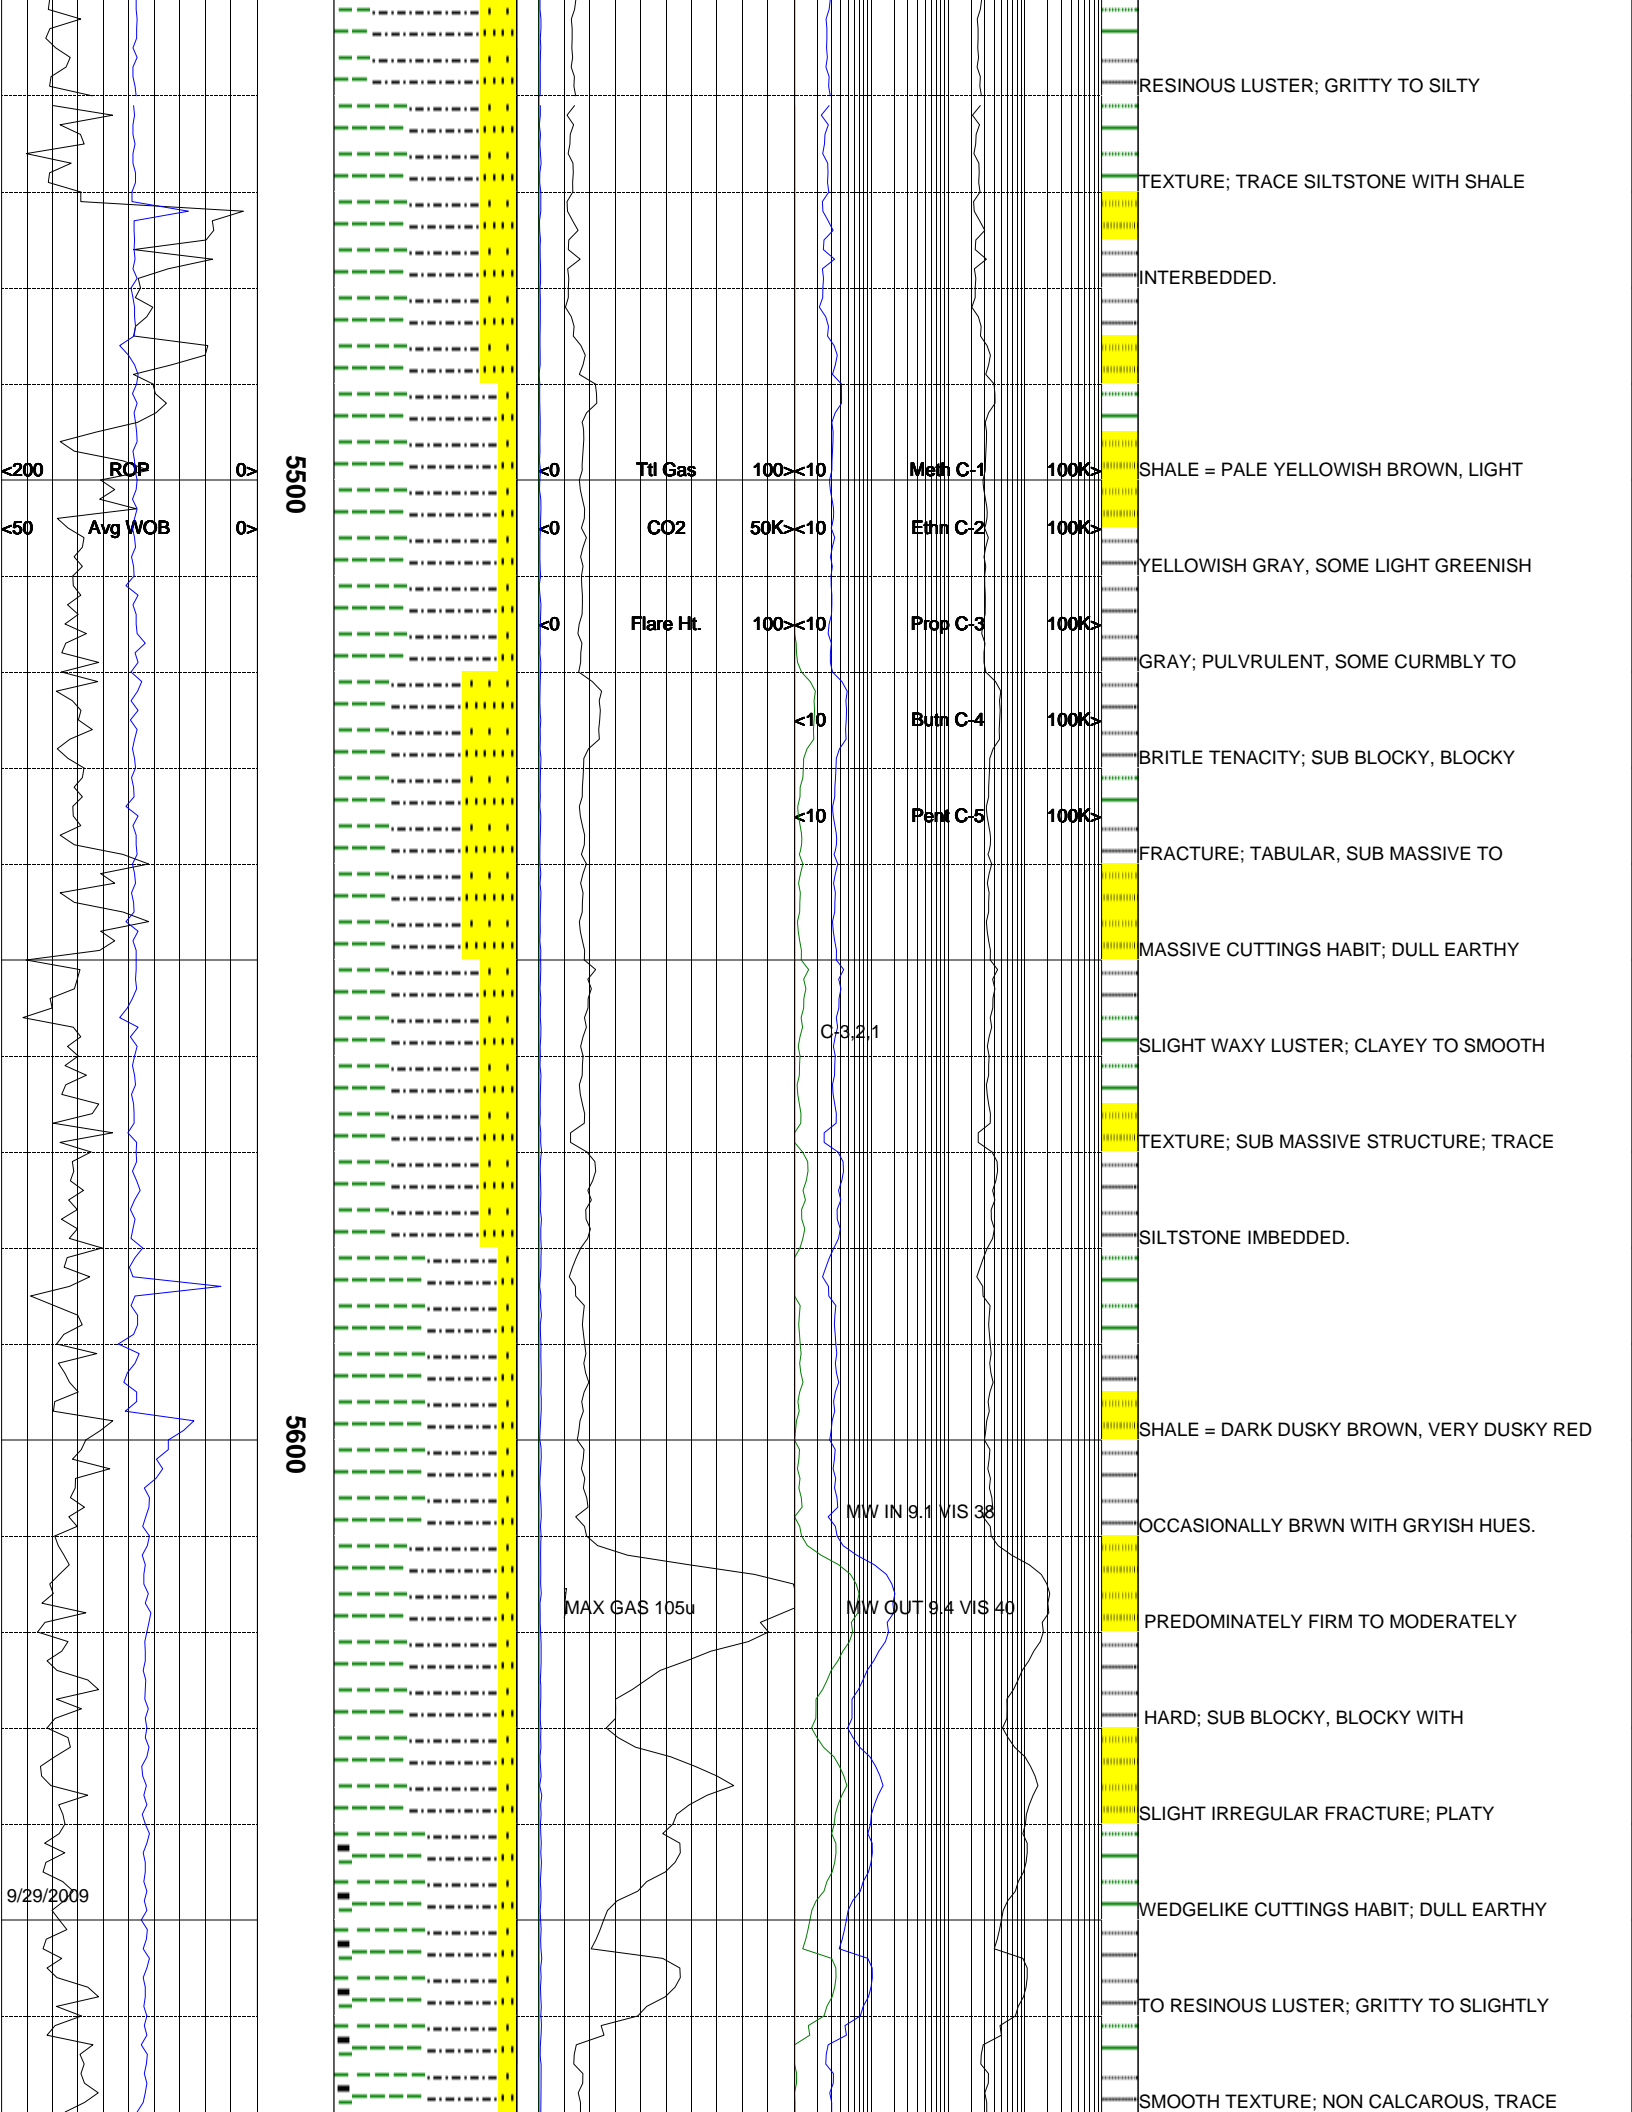 RESINOUS LUSTER; GRITTY TO SILTY
TEXTURE; TRACE SILTSTONE WITH SHALE
INTERBEDDED.
<200 ROP 0> 5500 <0 Ttl Gas 100> <10 Meth C-1 100K> SHALE = PALE YELLOWISH BROWN, LIGHT
<50 Avg WOB 0> <0 CO2 50K> <10 Ethn C-2 100K>
YELLOWISH GRAY, SOME LIGHT GREENISH
<0 Flare Ht. 100> <10 Prop C-3 100K>
GRAY; PULVRULENT, SOME CURMBLY TO
<10 Butn C-4 100K>
BRITLE TENACITY; SUB BLOCKY, BLOCKY
<10 Pent C-5 100K>
FRACTURE; TABULAR, SUB MASSIVE TO
MASSIVE CUTTINGS HABIT; DULL EARTHY
C-3,2,1
SLIGHT WAXY LUSTER; CLAYEY TO SMOOTH
TEXTURE; SUB MASSIVE STRUCTURE; TRACE
SILTSTONE IMBEDDED.
5600 SHALE = DARK DUSKY BROWN, VERY DUSKY RED
MW IN 9.1 VIS 38
OCCASIONALLY BRWN WITH GRYISH HUES.
MAX GAS 105u MW OUT 9.4 VIS 40
PREDOMINATELY FIRM TO MODERATELY
HARD; SUB BLOCKY, BLOCKY WITH
SLIGHT IRREGULAR FRACTURE; PLATY
9/29/2009
WEDGELIKE CUTTINGS HABIT; DULL EARTHY
TO RESINOUS LUSTER; GRITTY TO SLIGHTLY
SMOOTH TEXTURE; NON CALCAROUS, TRACE